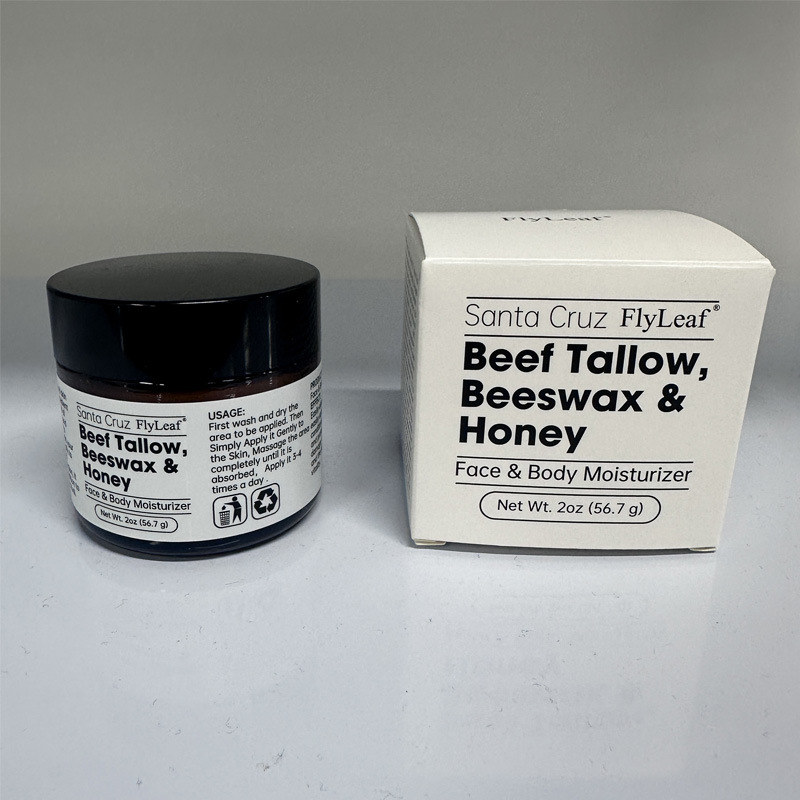 Santa Cruz FlyLeaf®
Beef Tallow,
Beeswax &
Honey
Face & Body Moisturizer
Net Wt. 2oz (56.7 g)
USAGE:
First wash and dry the
area to be applied. Then
Simply Apply it Gently to
the Skin, Massage the area
completely until it is
absorbed, Apply it 3-4
times a day .
FlyLeaf®
Santa Cruz FlyLeaf®
Beef Tallow,
Beeswax &
Honey
Face & Body Moisturizer
Net Wt. 2oz (56.7 g)